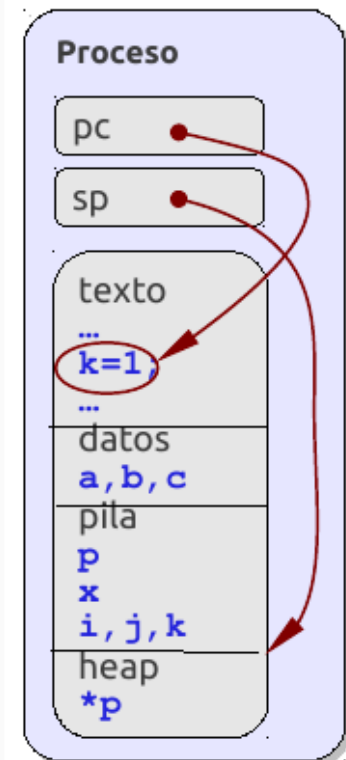 Proceso
pc
sp
texto
…
k=1;
…
datos
a,b,c
pila
p
x
i,j,k
heap
*p